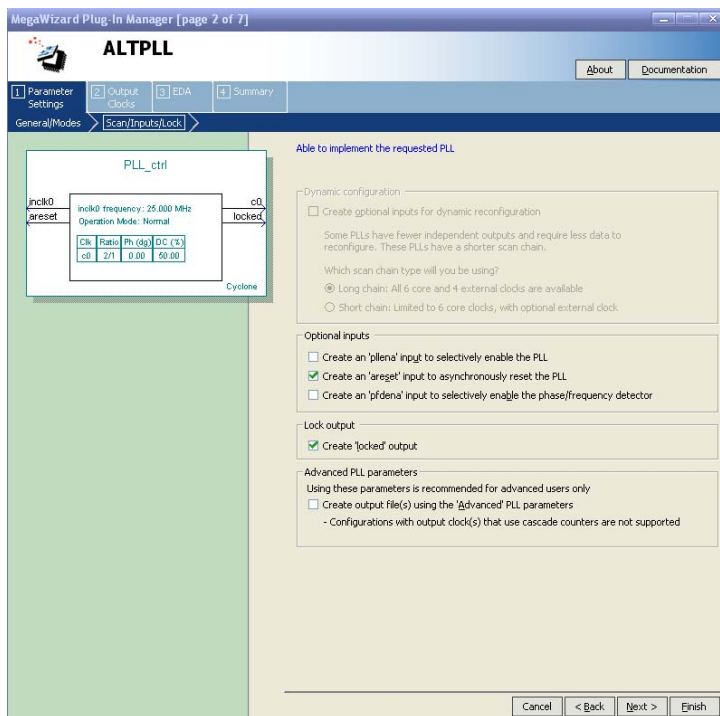 MegaWizard Plug-In Manager [page 2 of 7]
ALTPLL
About
Documentation
1 Parameter Settings
2 Output Clocks
3 EDA
4 Summary
General/Modes
Scan/Inputs/Lock
PLL_ctrl
inclk0
areset
inclk0 frequency: 25.000 MHz
Operation Mode: Normal
Clk Ratio Ph (dg) DC (%)
c0 2/1 0.00 50.00
c0
locked
Cyclone
Able to implement the requested PLL
Dynamic configuration
Create optional inputs for dynamic reconfiguration
Some PLLs have fewer independent outputs and require less data to
reconfigure. These PLLs have a shorter scan chain.
Which scan chain type will you be using?
Long chain: All 6 core and 4 external clocks are available
Short chain: Limited to 6 core clocks, with optional external clock
Optional inputs
Create an 'pllena' input to selectively enable the PLL
Create an 'areset' input to asynchronously reset the PLL
Create an 'pfdena' input to selectively enable the phase/frequency detector
Lock output
Create 'locked' output
Advanced PLL parameters
Using these parameters is recommended for advanced users only
Create output file(s) using the 'Advanced' PLL parameters
- Configurations with output clock(s) that use cascade counters are not supported
Cancel
< Back
Next >
Finish